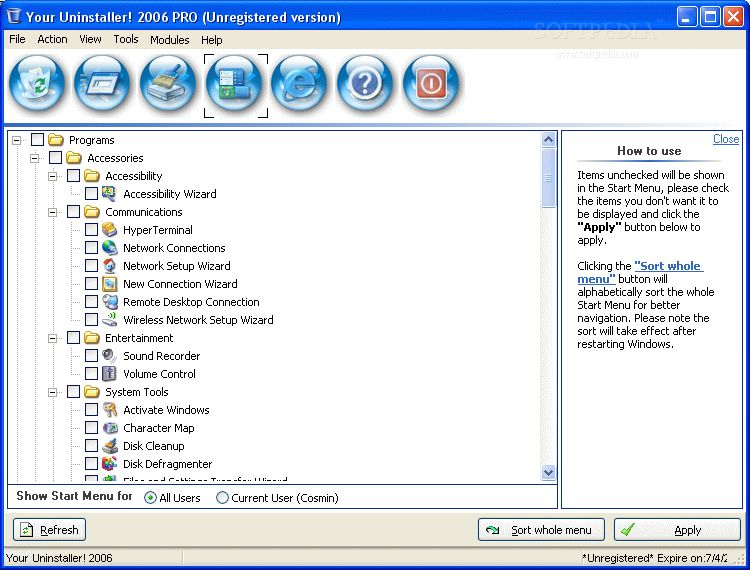 Your Uninstaller! 2006 PRO (Unregistered version)
SOFTPEDIA
www.softpedia.com
File Action View Tools Modules Help
Programs
Accessories
Accessibility
Accessibility Wizard
Communications
HyperTerminal
Network Connections
Network Setup Wizard
New Connection Wizard
Remote Desktop Connection
Wireless Network Setup Wizard
Entertainment
Sound Recorder
Volume Control
System Tools
Activate Windows
Character Map
Disk Cleanup
Disk Defragmenter
Files and Settings Transfer Wizard
Close
How to use
Items unchecked will be shown
in the Start Menu, please check
the items you don't want it to
be displayed and click the
"Apply" button below to
apply.
Clicking the "Sort whole
menu" button will
alphabetically sort the whole
Start Menu for better
navigation. Please note the
sort will take effect after
restarting Windows.
Show Start Menu for All Users Current User (Cosmin)
Refresh Sort whole menu Apply
Your Uninstaller! 2006 *Unregistered* Expire on:7/4/2